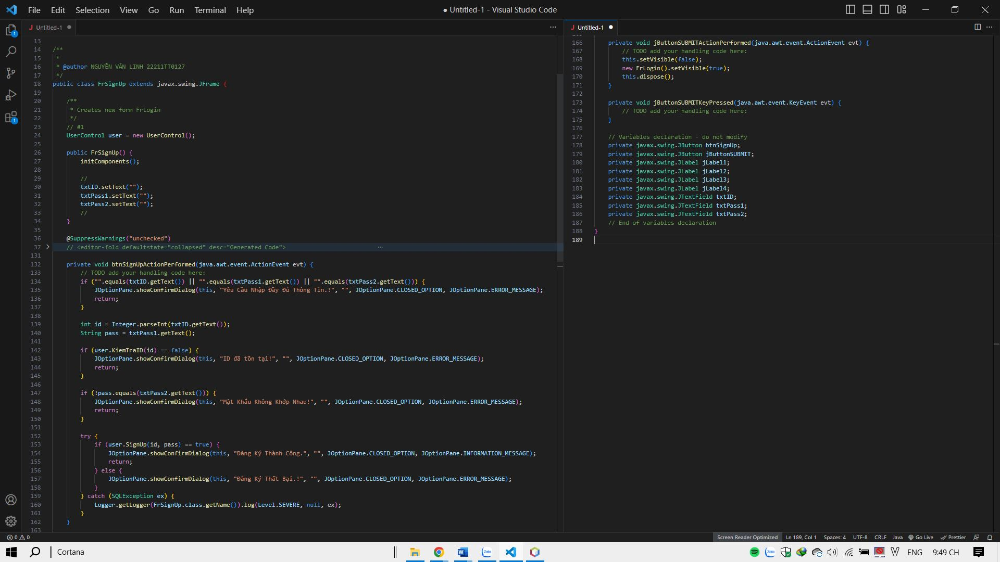 File Edit Selection View Go Run Terminal Help
● Untitled-1 - Visual Studio Code
Untitled-1
13
14 /**
15 *
16 * @author NGUYỄN VĂN LINH 22211TT0127
17 */
18 public class FrSignUp extends javax.swing.JFrame {
19
20 /**
21 * Creates new form FrLogin
22 */
23 // #1
24 UserControl user = new UserControl();
25
26 public FrSignUp() {
27 initComponents();
28
29 //
30 txtID.setText("");
31 txtPass1.setText("");
32 txtPass2.setText("");
33 //
34 }
35
36 @SuppressWarnings("unchecked")
37 // <editor-fold defaultstate="collapsed" desc="Generated Code"> ...
131
132 private void btnSignUpActionPerformed(java.awt.event.ActionEvent evt) {
133 // TODO add your handling code here:
134 if ("".equals(txtID.getText()) || "".equals(txtPass1.getText()) || "".equals(txtPass2.getText())) {
135 JOptionPane.showConfirmDialog(this, "Yêu Cầu Nhập Đầy Đủ Thông Tin.!", "", JOptionPane.CLOSED_OPTION, JOptionPane.ERROR_MESSAGE);
136 return;
137 }
138
139 int id = Integer.parseInt(txtID.getText());
140 String pass = txtPass1.getText();
141
142 if (user.KiemTraID(id) == false) {
143 JOptionPane.showConfirmDialog(this, "ID đã tồn tại!", "", JOptionPane.CLOSED_OPTION, JOptionPane.ERROR_MESSAGE);
144 return;
145 }
146
147 if (!pass.equals(txtPass2.getText())) {
148 JOptionPane.showConfirmDialog(this, "Mật Khẩu Không Khớp Nhau!", "", JOptionPane.CLOSED_OPTION, JOptionPane.ERROR_MESSAGE);
149 return;
150 }
151
152 try {
153 if (user.SignUp(id, pass) == true) {
154 JOptionPane.showConfirmDialog(this, "Đăng Ký Thành Công.", "", JOptionPane.CLOSED_OPTION, JOptionPane.INFORMATION_MESSAGE);
155 return;
156 } else {
157 JOptionPane.showConfirmDialog(this, "Đăng Ký Thất Bại.!", "", JOptionPane.CLOSED_OPTION, JOptionPane.ERROR_MESSAGE);
158 }
159 } catch (SQLException ex) {
160 Logger.getLogger(FrSignUp.class.getName()).log(Level.SEVERE, null, ex);
161 }
162 }
163
Untitled-1
166 private void jButtonSUBMITActionPerformed(java.awt.event.ActionEvent evt) {
167 // TODO add your handling code here:
168 this.setVisible(false);
169 new FrLogin().setVisible(true);
170 this.dispose();
171 }
172
173 private void jButtonSUBMITKeyPressed(java.awt.event.KeyEvent evt) {
174 // TODO add your handling code here:
175 }
176
177 // Variables declaration - do not modify
178 private javax.swing.JButton btnSignUp;
179 private javax.swing.JButton jButtonSUBMIT;
180 private javax.swing.JLabel jLabel1;
181 private javax.swing.JLabel jLabel2;
182 private javax.swing.JLabel jLabel3;
183 private javax.swing.JLabel jLabel4;
184 private javax.swing.JTextField txtID;
185 private javax.swing.JTextField txtPass1;
186 private javax.swing.JTextField txtPass2;
187 // End of variables declaration
188 }
189
0 0
Screen Reader Optimized Ln 189, Col 1 Spaces: 4 UTF-8 CRLF Java Go Live Prettier
Cortana
ENG 9:49 CH